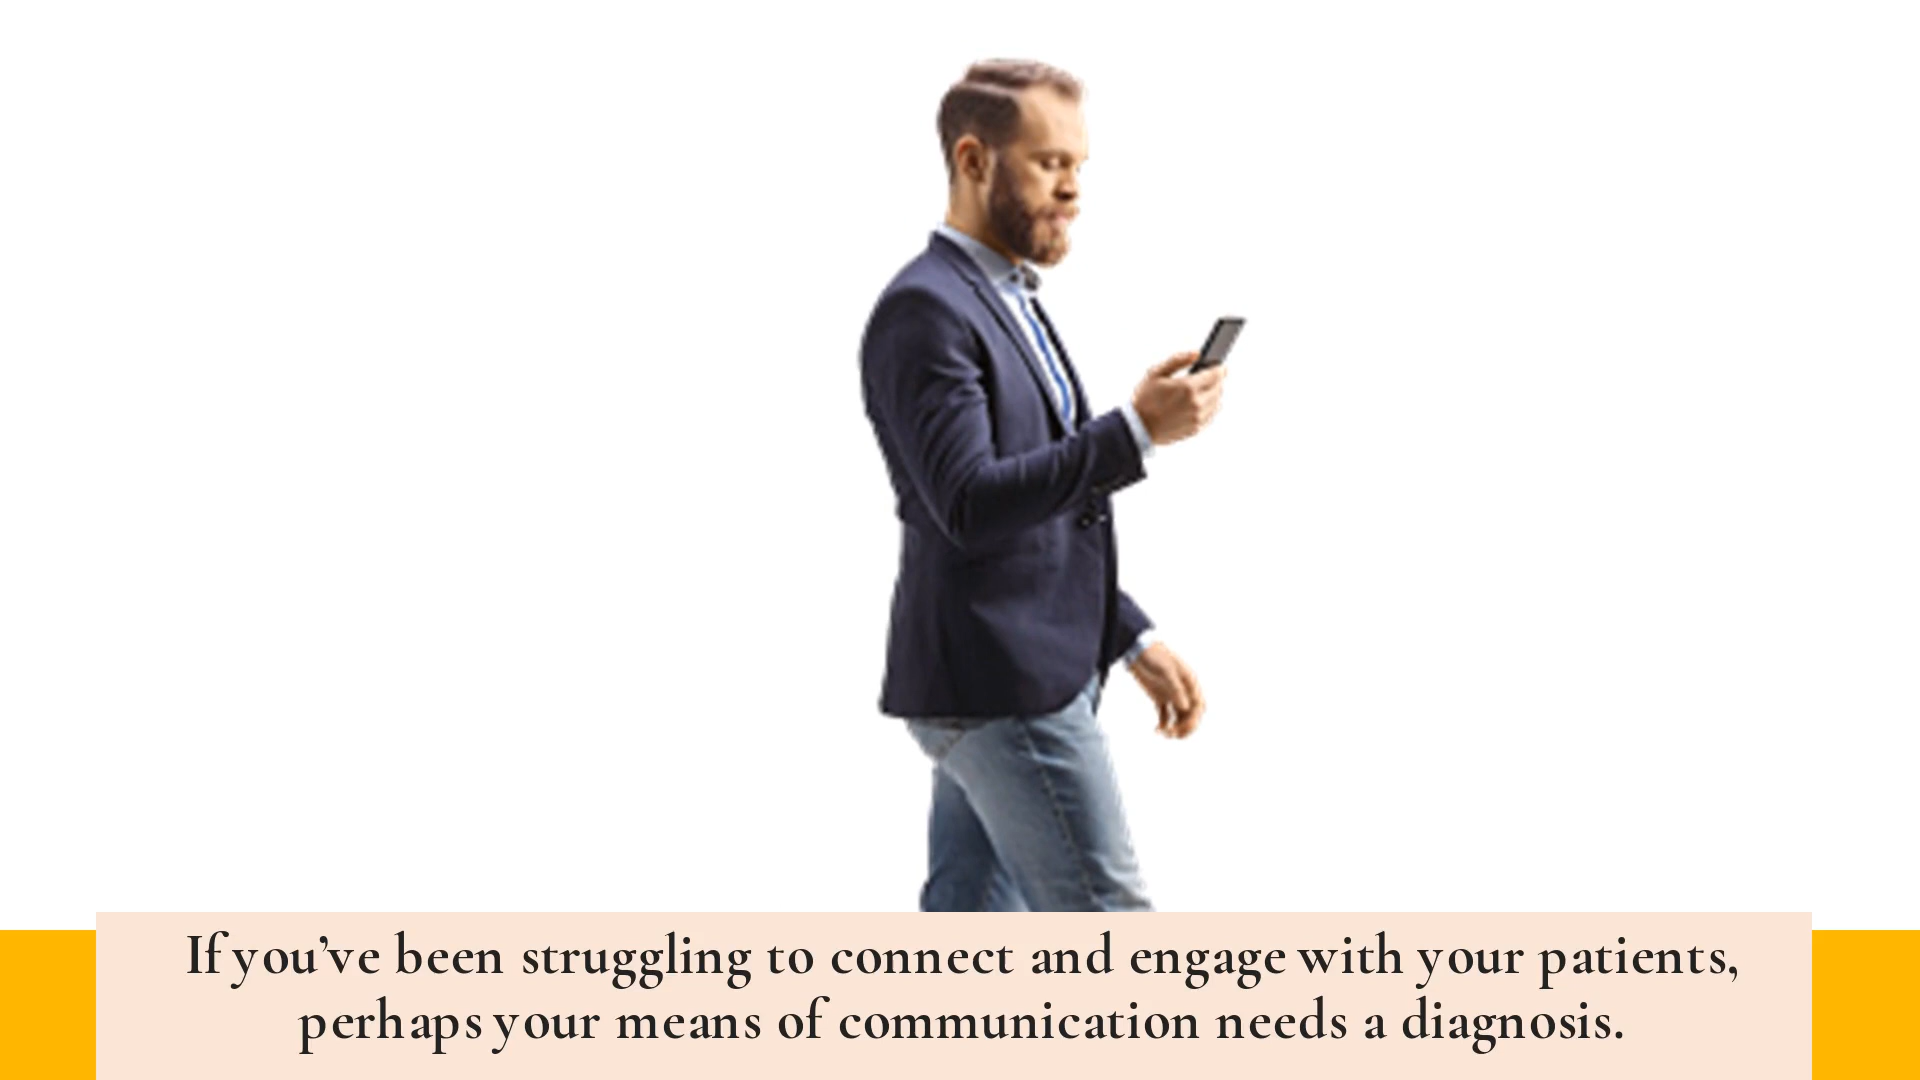 If you’ve been struggling to connect and engage with your patients,
perhaps your means of communication needs a diagnosis.